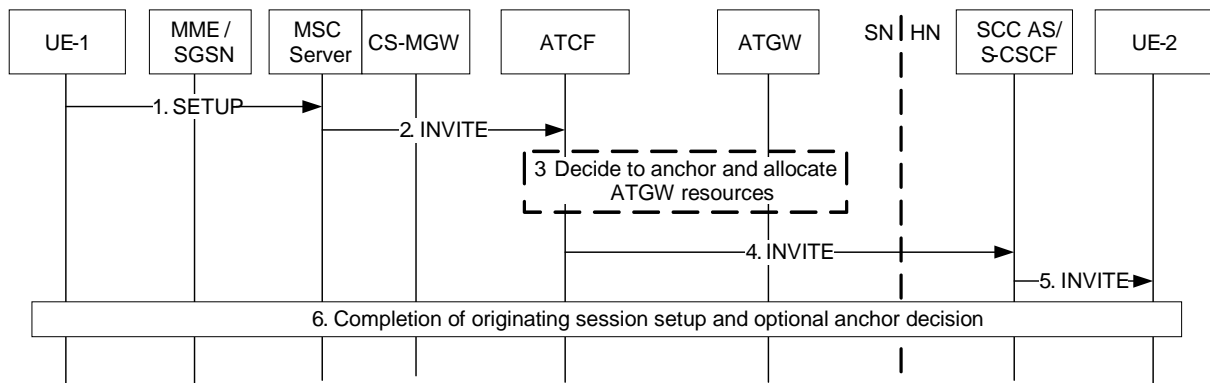 UE-1
MME /
SGSN
MSC
Server
CS-MGW
ATCF
ATGW
SN
HN
SCC AS/
S-CSCF
UE-2
1. SETUP
2. INVITE
3 Decide to anchor and allocate
ATGW resources
4. INVITE
5. INVITE
6. Completion of originating session setup and optional anchor decision